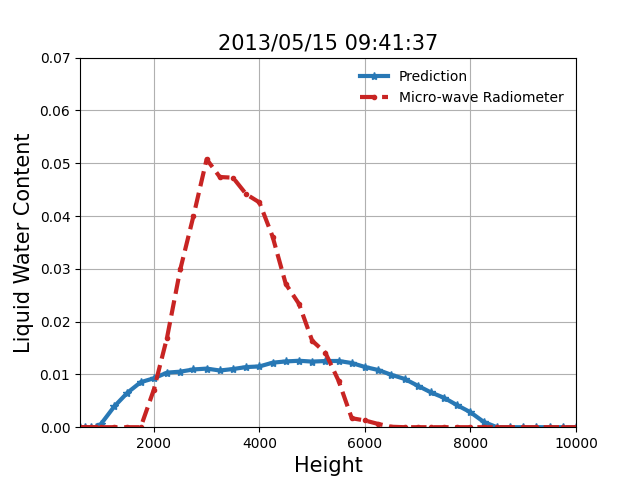 2013/05/15 09:41:37
Prediction
Micro-wave Radiometer
Liquid Water Content
0.07
0.06
0.05
0.04
0.03
0.02
0.01
0.00
2000 4000 6000 8000 10000
Height